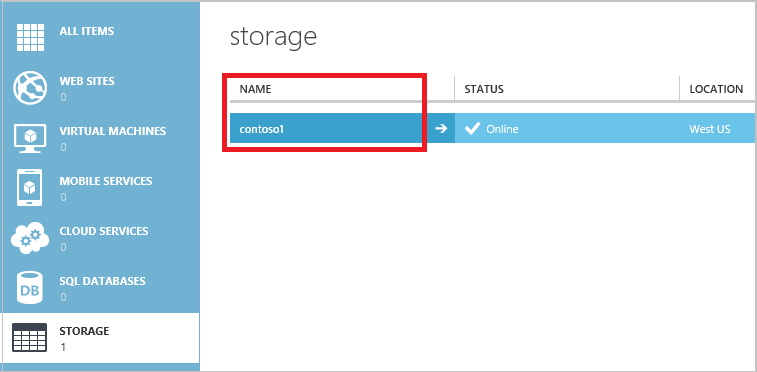 ALL ITEMS
WEB SITES
0
VIRTUAL MACHINES
0
MOBILE SERVICES
0
CLOUD SERVICES
0
DB
SQL DATABASES
0
STORAGE
1
storage
NAME STATUS LOCATION
contoso1 Online West US